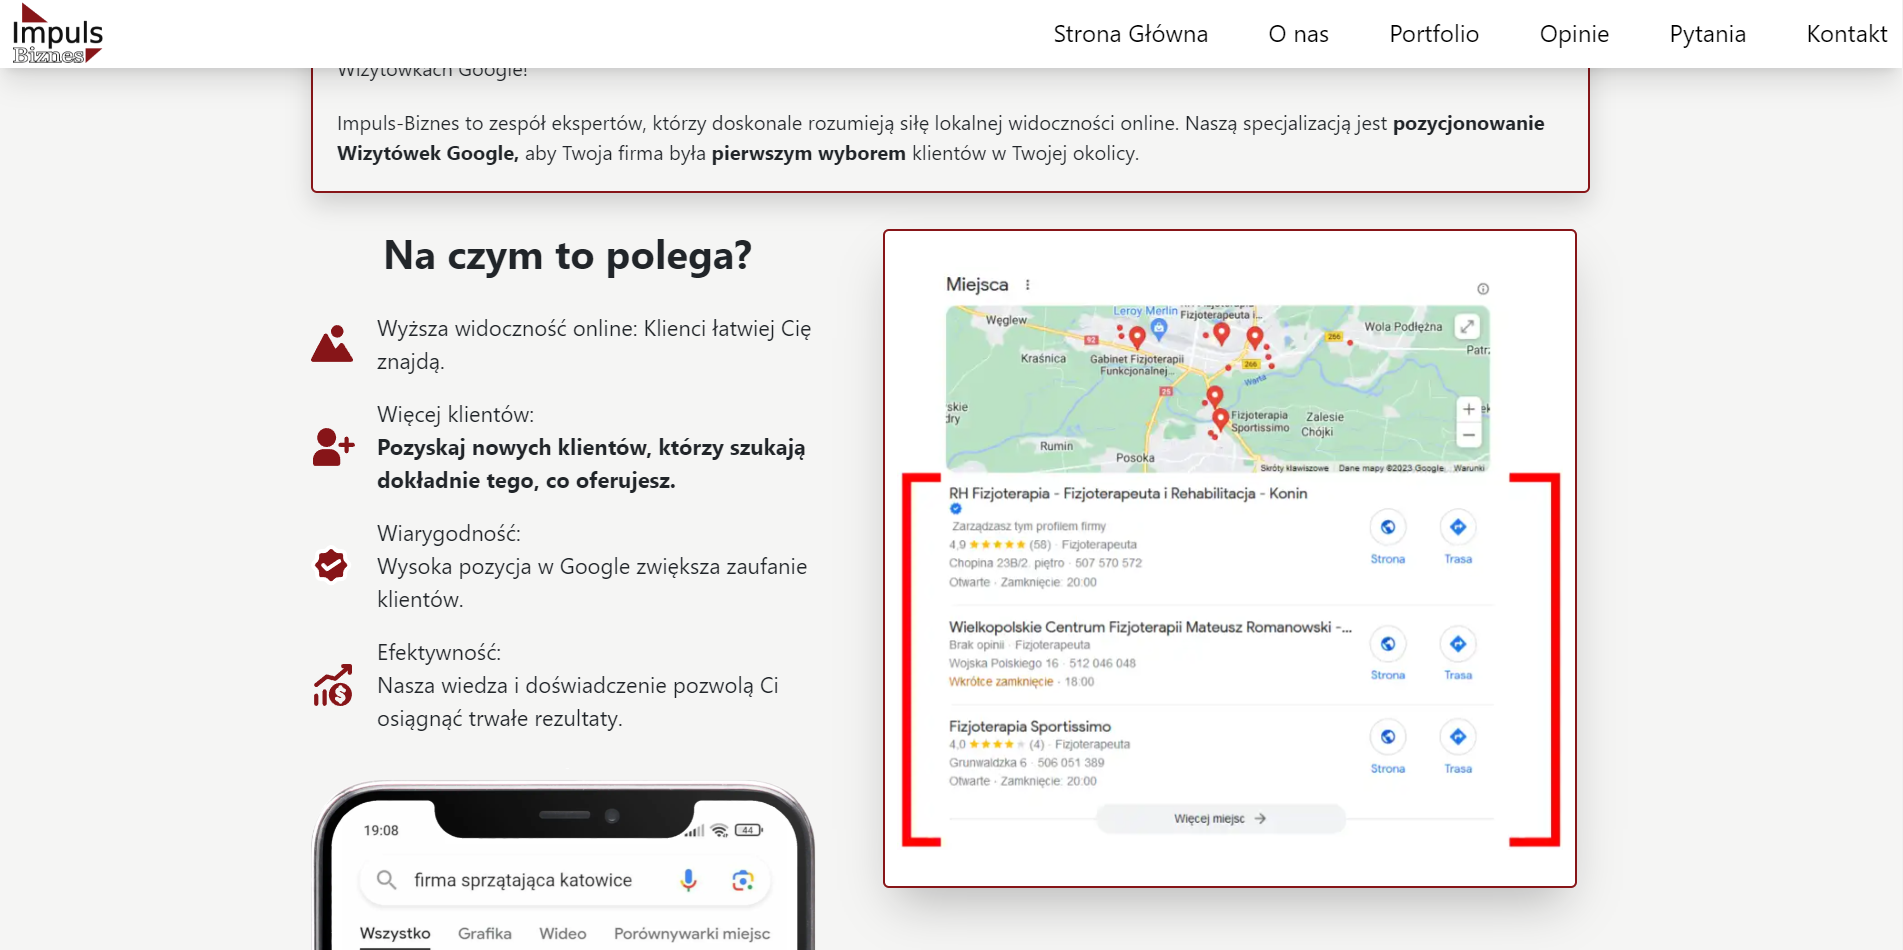 Impuls
Biznes
Strona Główna
O nas
Portfolio
Opinie
Pytania
Kontakt
Wizytówkach Google!
Impuls-Biznes to zespół ekspertów, którzy doskonale rozumieją siłę lokalnej widoczności online. Naszą specjalizacją jest pozycjonowanie
Wizytówek Google, aby Twoja firma była pierwszym wyborem klientów w Twojej okolicy.
Na czym to polega?
Wyższa widoczność online: Klienci łatwiej Cię
znajdą.
Więcej klientów:
Pozyskaj nowych klientów, którzy szukają
dokładnie tego, co oferujesz.
Wiarygodność:
Wysoka pozycja w Google zwiększa zaufanie
klientów.
Efektywność:
Nasza wiedza i doświadczenie pozwolą Ci
osiągnąć trwałe rezultaty.
19:08
44
firma sprzątająca katowice
Wszystko
Grafika
Wideo
Porównywarki miejsc
Miejsca
Leroy Merlin
Fizjoterapeuta i...
Węglew
92
266
Wola Podłężna
Kraśnica
Gabinet Fizjoterapii
Funkcjonalnej...
266
Patrz
25
Warta
skie
dry
Fizjoterapia
Sportissimo
Zalesie
Chójki
+
Rumin
Posoka
−
Skróty klawiszowe
Dane mapy ©2023 Google
Warunki
RH Fizjoterapia - Fizjoterapeuta i Rehabilitacja - Konin
Zarządzasz tym profilem firmy
4,9 ★★★★★ (58) · Fizjoterapeuta
Chopina 23B/2. piętro · 507 570 572
Otwarte · Zamknięcie: 20:00
Strona
Trasa
Wielkopolskie Centrum Fizjoterapii Mateusz Romanowski -...
Brak opinii · Fizjoterapeuta
Wojska Polskiego 16 · 512 046 048
Wkrótce zamknięcie · 18:00
Strona
Trasa
Fizjoterapia Sportissimo
4,0 ★★★★★ (4) · Fizjoterapeuta
Grunwaldzka 6 · 506 051 389
Otwarte · Zamknięcie: 20:00
Strona
Trasa
Więcej miejsc →